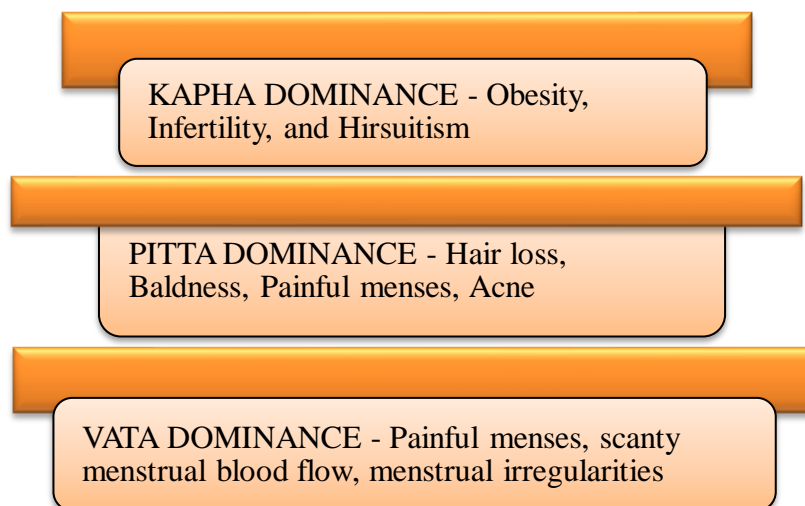 KAPHA DOMINANCE - Obesity,
Infertility, and Hirsuitism
PITTA DOMINANCE - Hair loss,
Baldness, Painful menses, Acne
VATA DOMINANCE - Painful menses, scanty
menstrual blood flow, menstrual irregularities